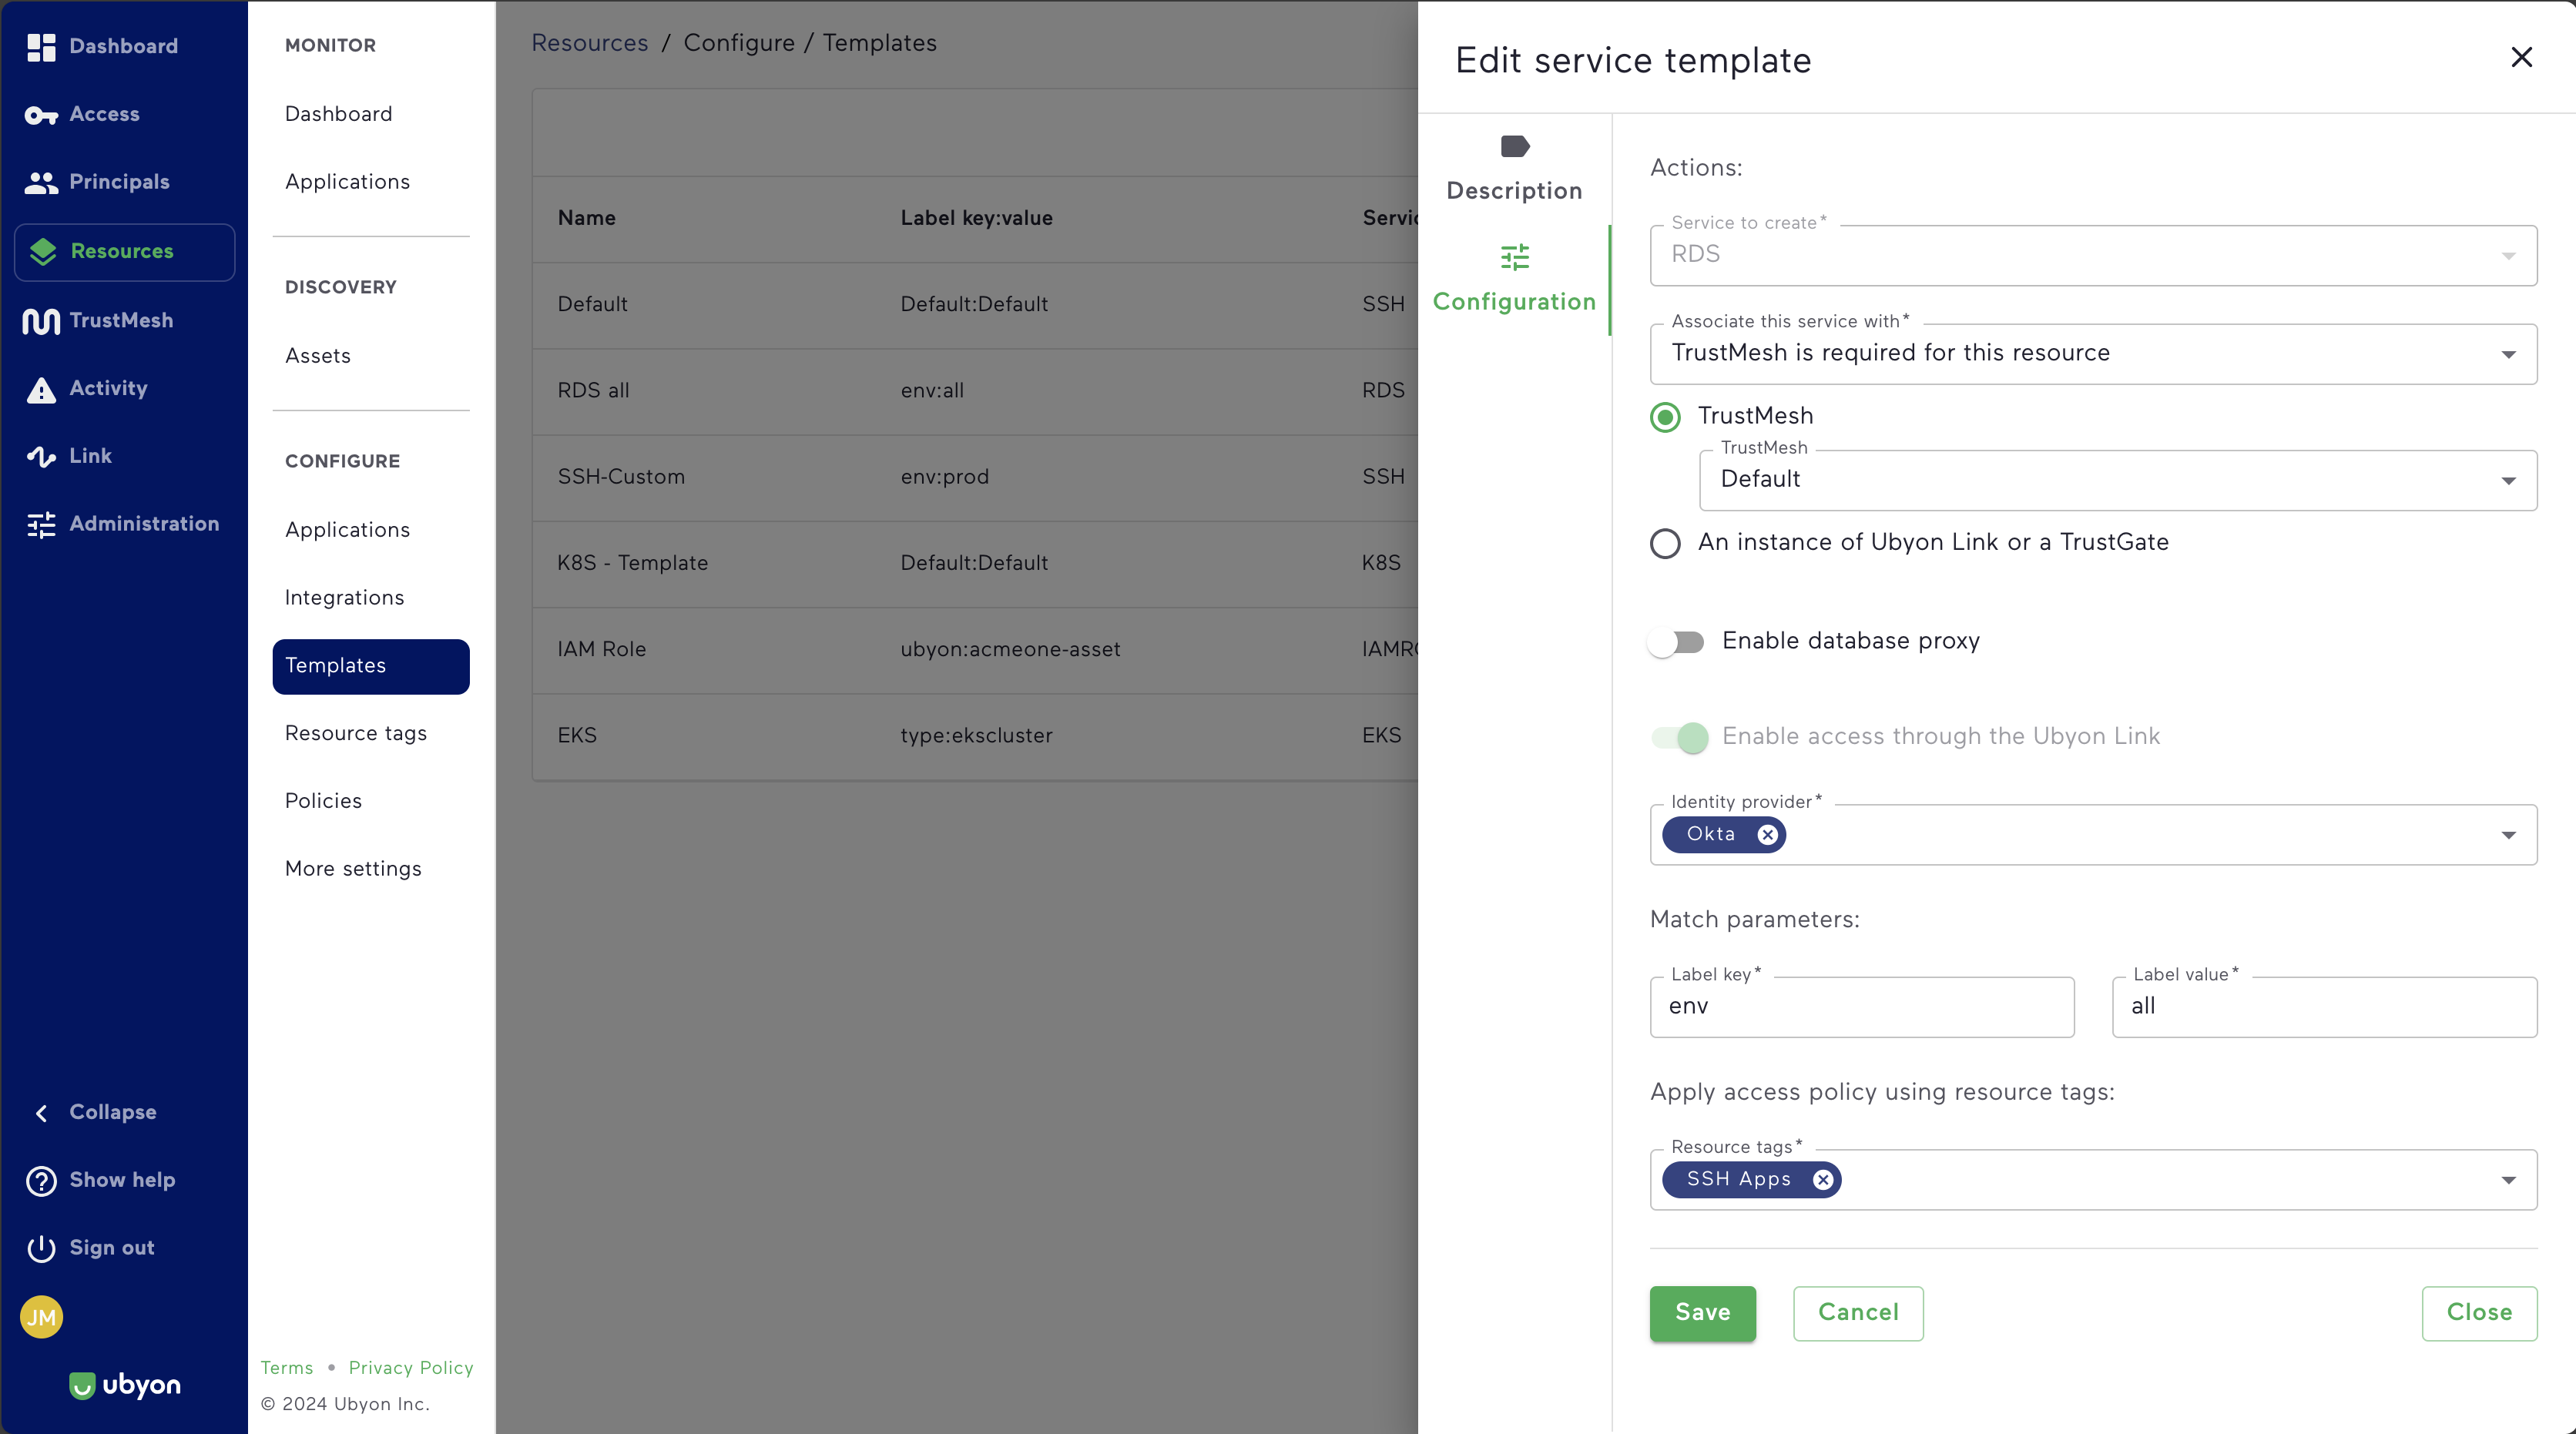 Dashboard
Access
Principals
Resources
TrustMesh
Activity
Link
Administration
Collapse
Show help
Sign out
JM
ubyon
MONITOR
Dashboard
Applications
DISCOVERY
Assets
CONFIGURE
Applications
Integrations
Templates
Resource tags
Policies
More settings
Terms • Privacy Policy
© 2024 Ubyon Inc.
Resources / Configure / Templates
Name Label key:value Servic
Default Default:Default SSH
RDS all env:all RDS
SSH-Custom env:prod SSH
K8S - Template Default:Default K8S
IAM Role ubyon:acmeone-asset IAMRO
EKS type:ekscluster EKS
Edit service template
Description
Configuration
Actions:
Service to create*
RDS
Associate this service with*
TrustMesh is required for this resource
TrustMesh
TrustMesh
Default
An instance of Ubyon Link or a TrustGate
Enable database proxy
Enable access through the Ubyon Link
Identity provider*
Okta
Match parameters:
Label key* Label value*
env all
Apply access policy using resource tags:
Resource tags*
SSH Apps
Save Cancel Close